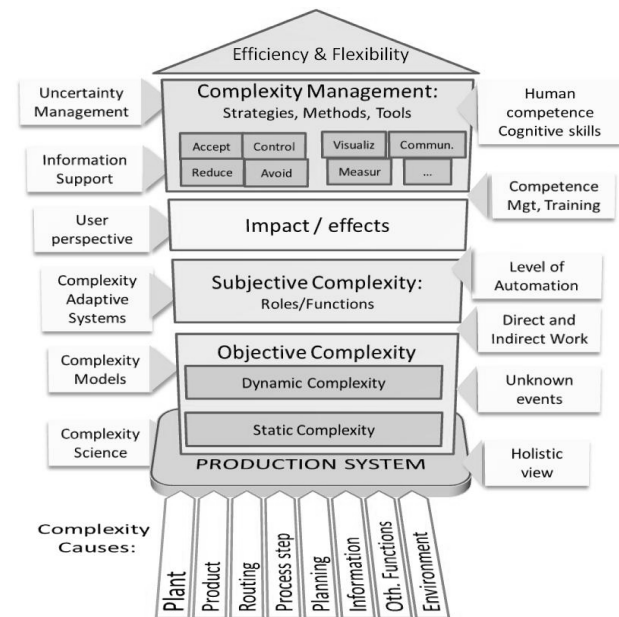 Efficiency & Flexibility
Complexity Management:
Strategies, Methods, Tools
Accept
Control
Visualiz
Commun.
Reduce
Avoid
Measur
...
Impact / effects
Subjective Complexity:
Roles/Functions
Objective Complexity
Dynamic Complexity
Static Complexity
PRODUCTION SYSTEM
Uncertainty
Management
Information
Support
User
perspective
Complexity
Adaptive
Systems
Complexity
Models
Complexity
Science
Human
competence
Cognitive skills
Competence
Mgt, Training
Level of
Automation
Direct and
Indirect Work
Unknown
events
Holistic
view
Complexity
Causes:
Plant
Product
Routing
Process step
Planning
Information
Oth. Functions
Environment